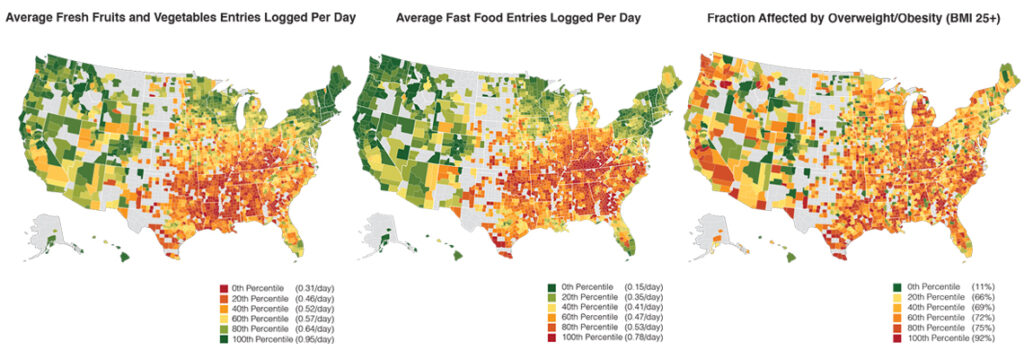 Average Fresh Fruits and Vegetables Entries Logged Per Day
Average Fast Food Entries Logged Per Day
Fraction Affected by Overweight/Obesity (BMI 25+)
0th Percentile (0.31/day)
20th Percentile (0.46/day)
40th Percentile (0.52/day)
60th Percentile (0.57/day)
80th Percentile (0.64/day)
100th Percentile (0.95/day)
0th Percentile (0.15/day)
20th Percentile (0.35/day)
40th Percentile (0.41/day)
60th Percentile (0.47/day)
80th Percentile (0.53/day)
100th Percentile (0.78/day)
0th Percentile (11%)
20th Percentile (66%)
40th Percentile (69%)
60th Percentile (72%)
80th Percentile (75%)
100th Percentile (92%)